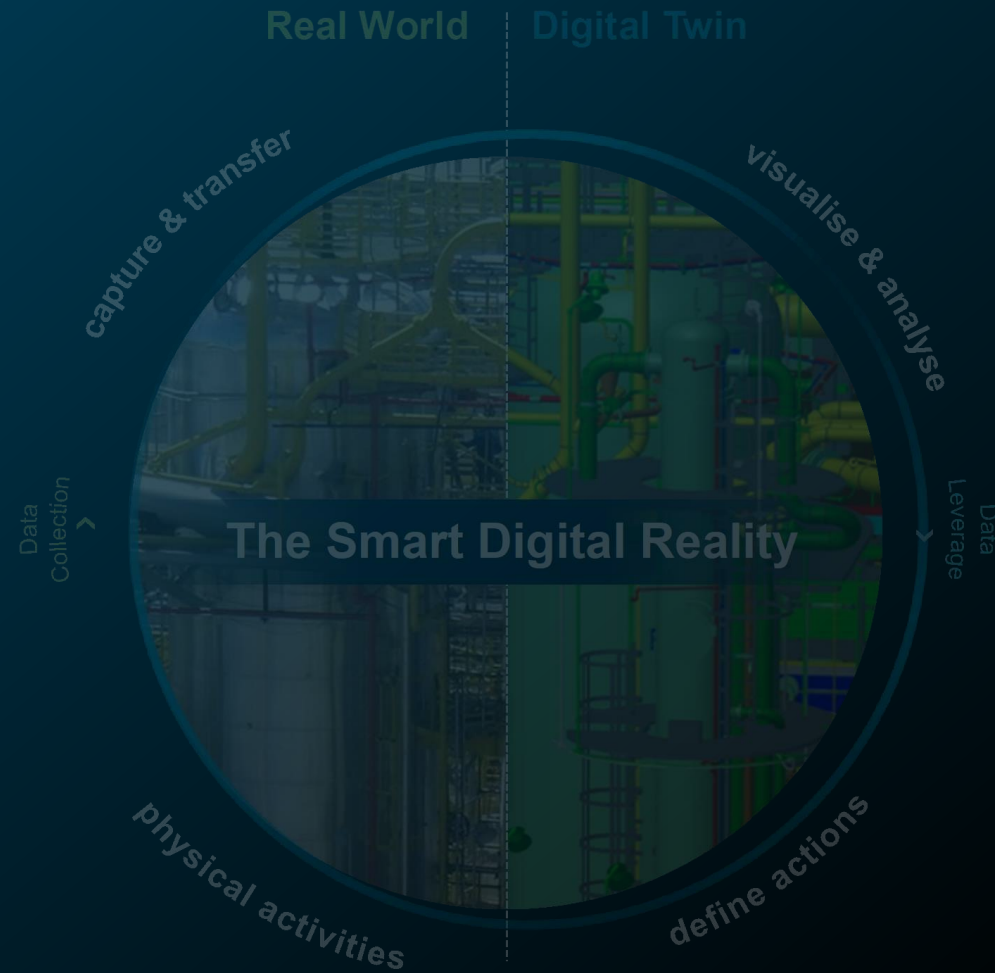 Real World
Digital Twin
capture & transfer
visualise & analyse
Data
Collection
The Smart Digital Reality
Data
Leverage
physical activities
define actions